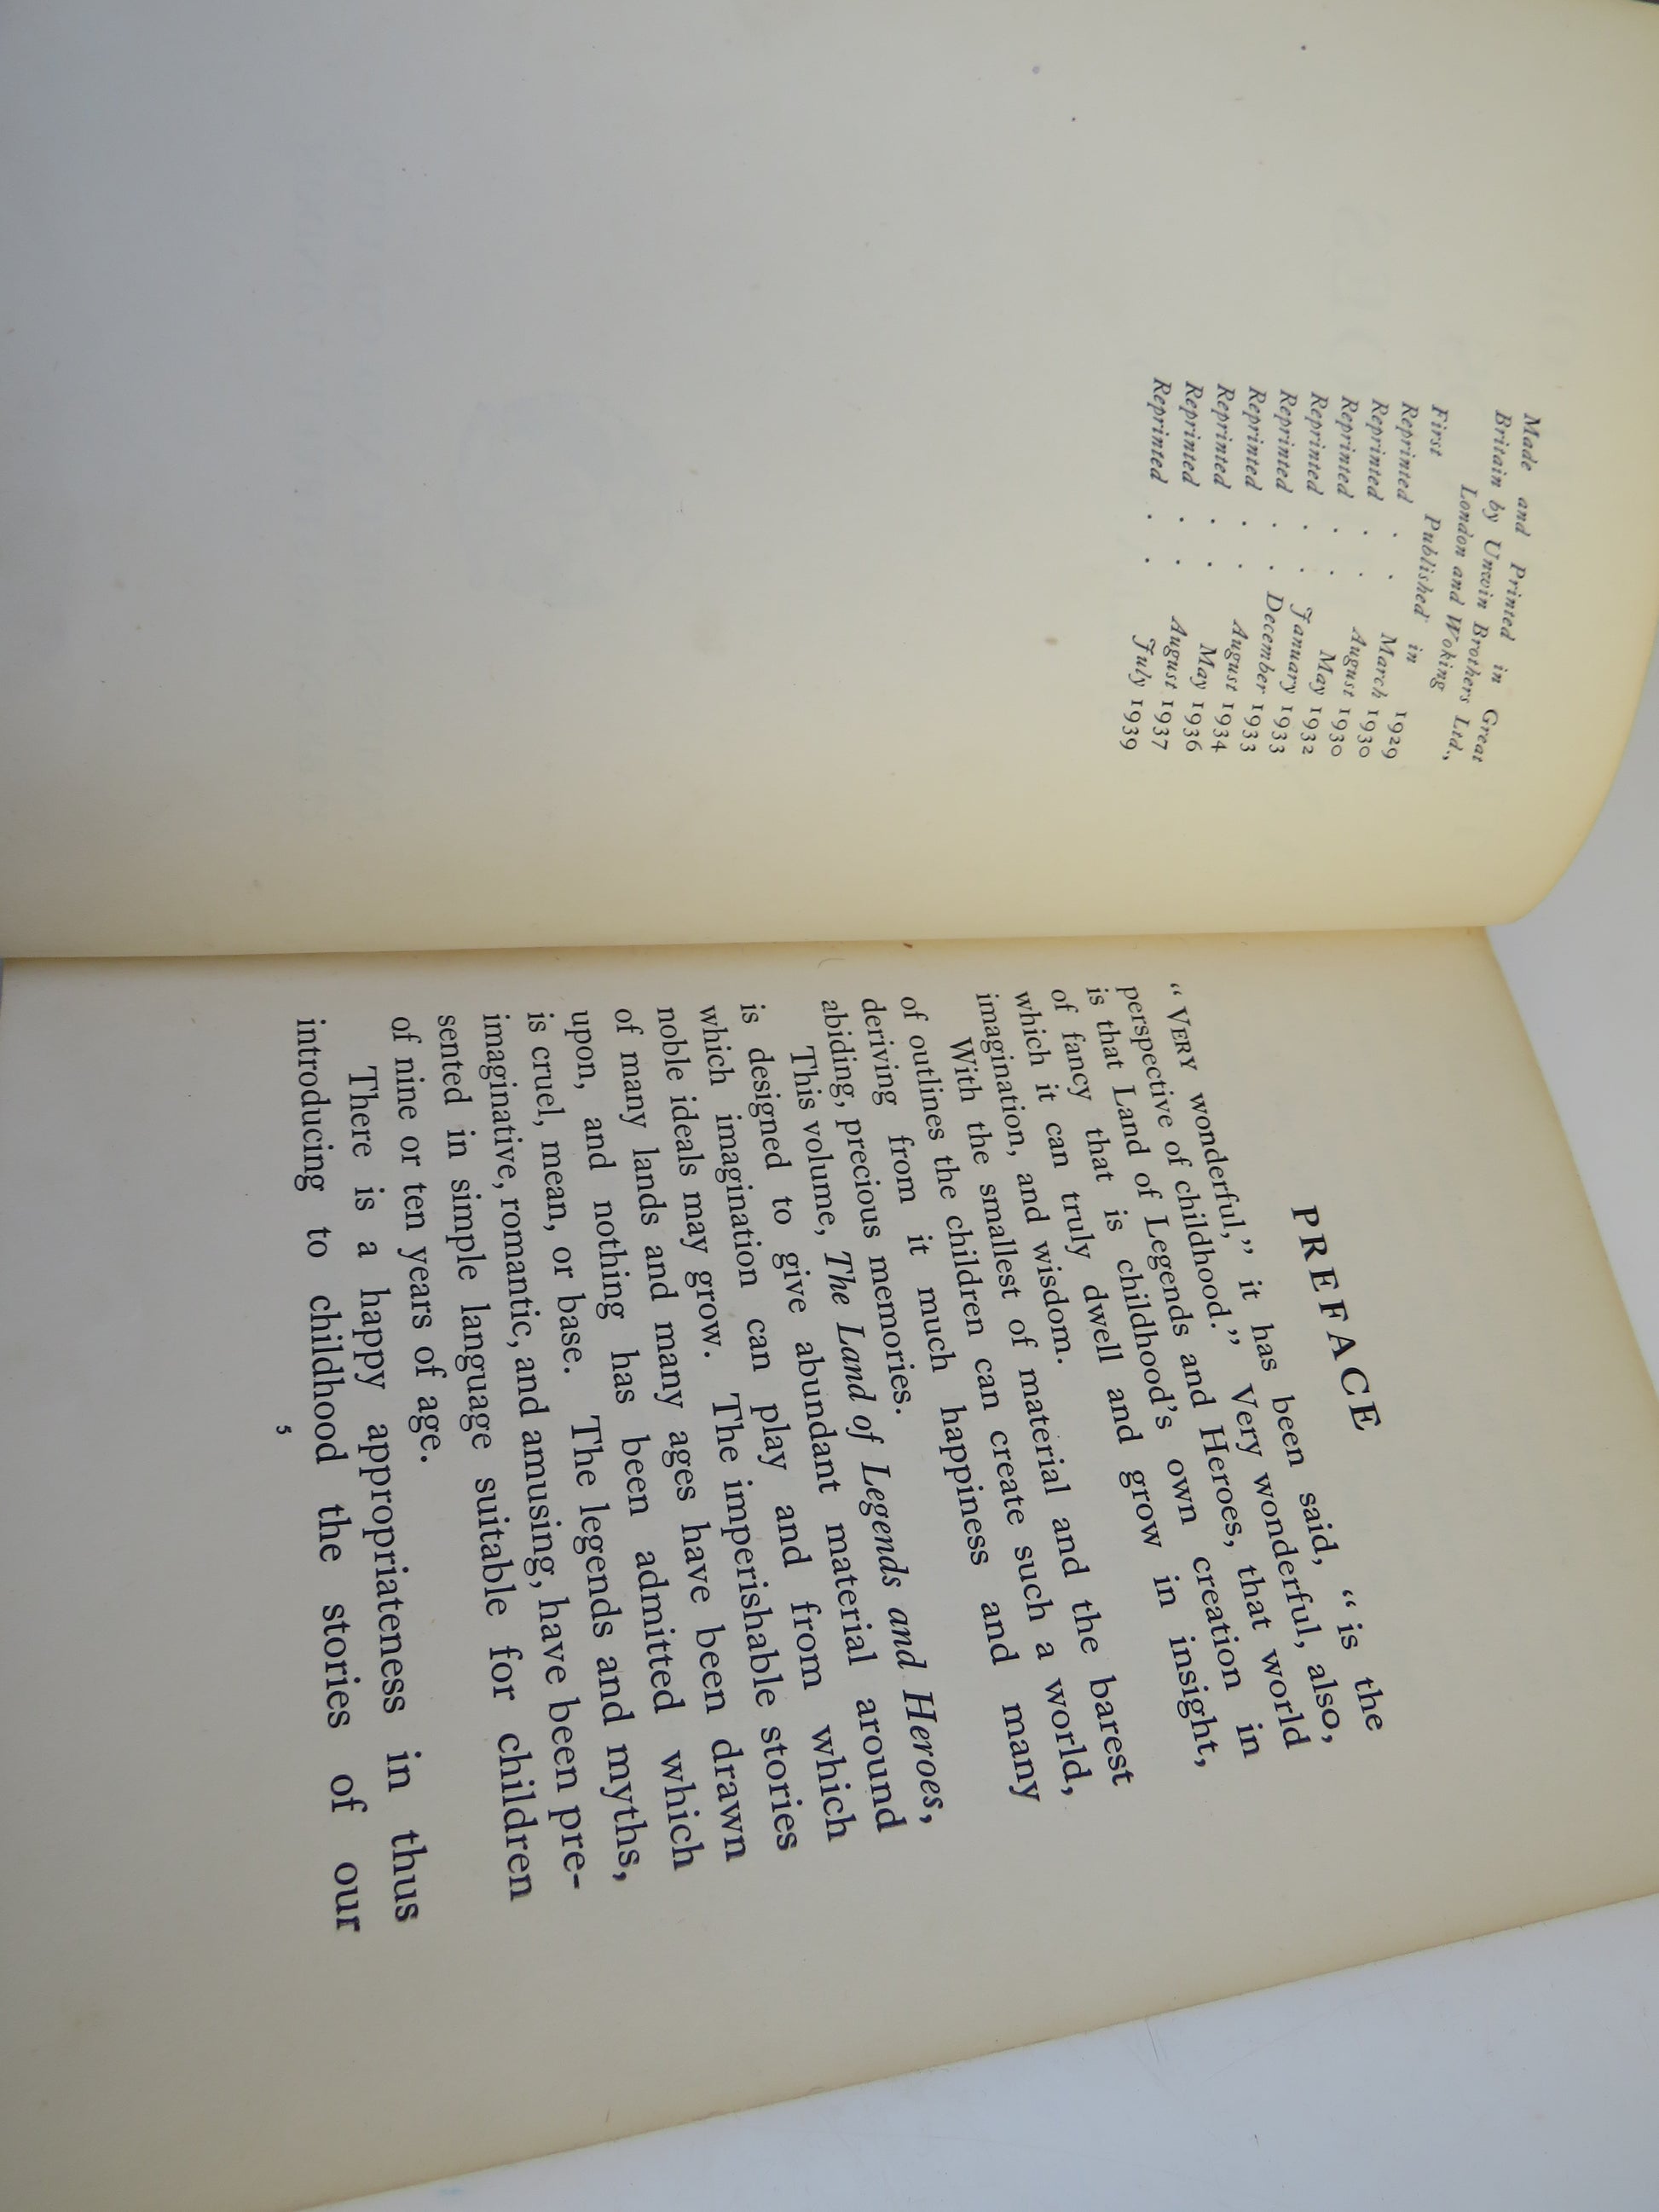 Made and Printed in Great
Britain by Unwin Brothers Ltd.,
London and Woking
First Published in 1929
Reprinted . . March 1930
Reprinted . . August 1930
Reprinted . . May 1932
Reprinted . . January 1933
Reprinted . . December 1933
Reprinted . . August 1934
Reprinted . . May 1936
Reprinted . . August 1937
Reprinted . . July 1939
PREFACE
“ VERY wonderful,” it has been said, “ is the
perspective of childhood.” Very wonderful, also,
is that Land of Legends and Heroes, that world
of fancy that is childhood's own creation in
which it can truly dwell and grow in insight,
imagination, and wisdom.
With the smallest of material and the barest
of outlines the children can create such a world,
deriving from it much happiness and many
abiding, precious memories.
This volume, The Land of Legends and Heroes,
is designed to give abundant material around
which imagination can play and from which
noble ideals may grow. The imperishable stories
of many lands and many ages have been drawn
upon, and nothing has been admitted which
is cruel, mean, or base. The legends and myths,
imaginative, romantic, and amusing, have been pre-
sented in simple language suitable for children
of nine or ten years of age.
There is a happy appropriateness in thus
introducing to childhood the stories of our
5